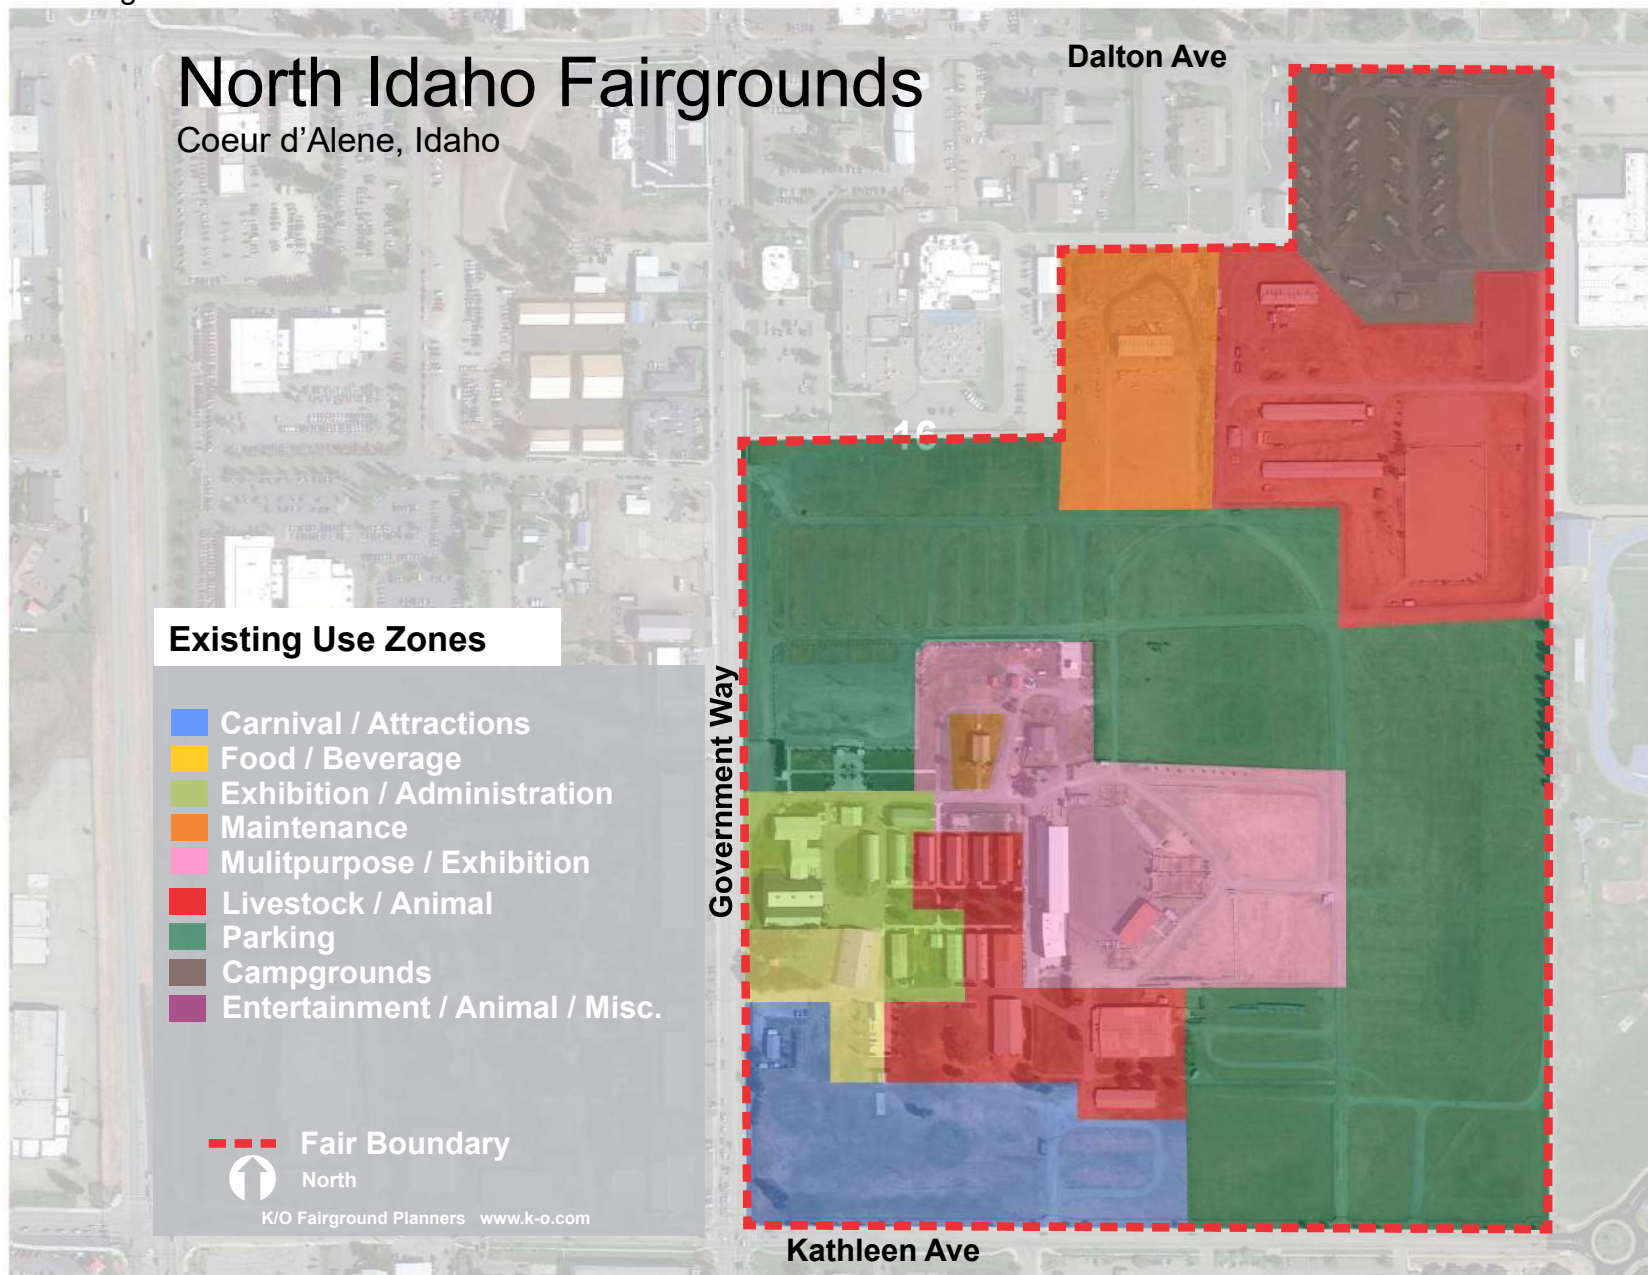 North Idaho Fairgrounds
Coeur d’Alene, Idaho
Dalton Ave
16
Existing Use Zones
Carnival / Attractions
Food / Beverage
Exhibition / Administration
Maintenance
Mulitpurpose / Exhibition
Livestock / Animal
Parking
Campgrounds
Entertainment / Animal / Misc.
Government Way
Fair Boundary
North
K/O Fairground Planners www.k-o.com
Kathleen Ave